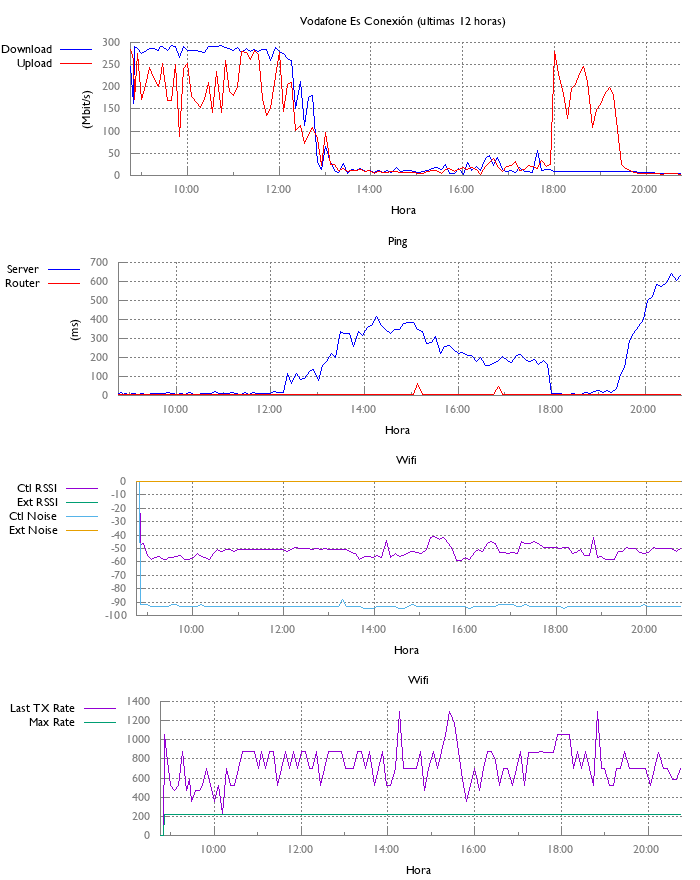 Vodafone Es Conexión (ultimas 12 horas)
Download
Upload
300
250
200
150
100
50
0
(Mbit/s)
10:00 12:00 14:00 16:00 18:00 20:00
Hora
Ping
Server
Router
700
600
500
400
300
200
100
0
(ms)
10:00 12:00 14:00 16:00 18:00 20:00
Hora
Wifi
Ctl RSSI
Ext RSSI
Ctl Noise
Ext Noise
0
-10
-20
-30
-40
-50
-60
-70
-80
-90
-100
10:00 12:00 14:00 16:00 18:00 20:00
Hora
Wifi
Last TX Rate
Max Rate
1400
1200
1000
800
600
400
200
0
10:00 12:00 14:00 16:00 18:00 20:00
Hora